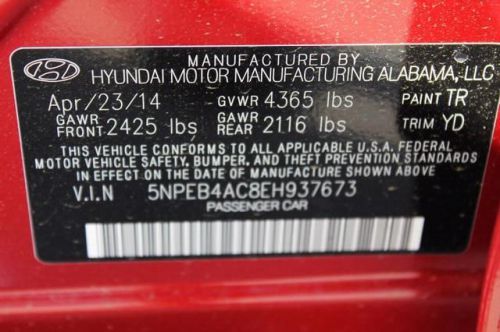 MANUFACTURED BY
HYUNDAI MOTOR MANUFACTURING ALABAMA, LLC
Apr/23/14 GVWR 4365 lbs PAINT TR
GAWR FRONT 2425 lbs GAWR REAR 2116 lbs TRIM YD
THIS VEHICLE CONFORMS TO ALL APPLICABLE U.S.A. FEDERAL
MOTOR VEHICLE SAFETY, BUMPER, AND THEFT PREVENTION
STANDARDS IN EFFECT ON THE DATE OF MANUFACTURE SHOWN ABOVE
V.I.N 5NPEB4AC8EH937673
PASSENGER CAR